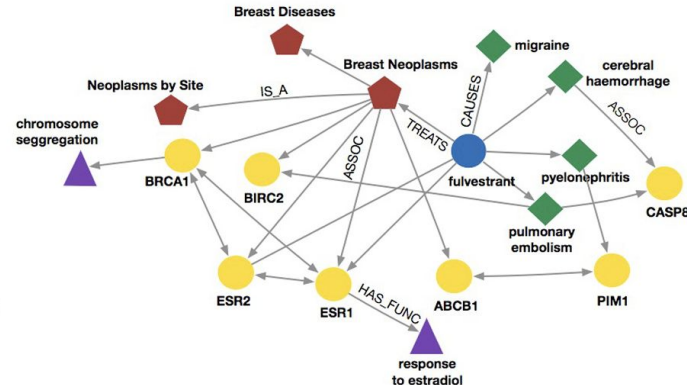 Breast Diseases
migraine
Breast Neoplasms
cerebral
haemorrhage
Neoplasms by Site
IS_A
CAUSES
ASSOC
chromosome
seggregation
TREATS
ASSOC
BRCA1
BIRC2
fulvestrant
pyelonephritis
CASP8
pulmonary
embolism
ESR2
ESR1
HAS_FUNC
ABCB1
PIM1
response
to estradiol